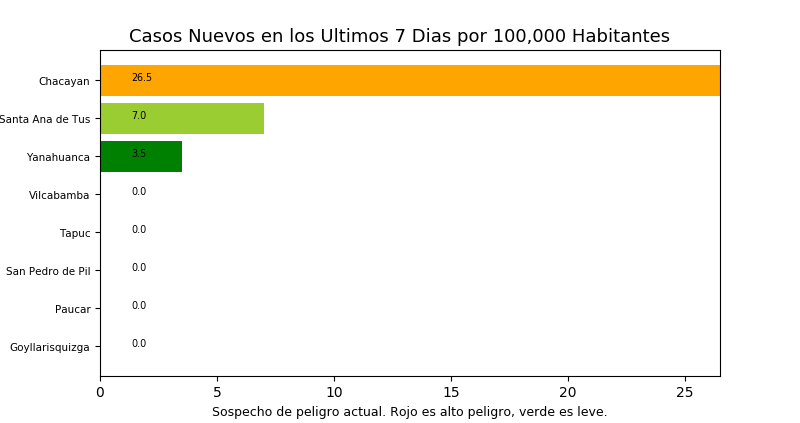 Casos Nuevos en los Ultimos 7 Dias por 100,000 Habitantes
Chacayan 26.5
Santa Ana de Tus 7.0
Yanahuanca 3.5
Vilcabamba 0.0
Tapuc 0.0
San Pedro de Pil 0.0
Paucar 0.0
Goyllarisquizga 0.0
0 5 10 15 20 25
Sospecho de peligro actual. Rojo es alto peligro, verde es leve.